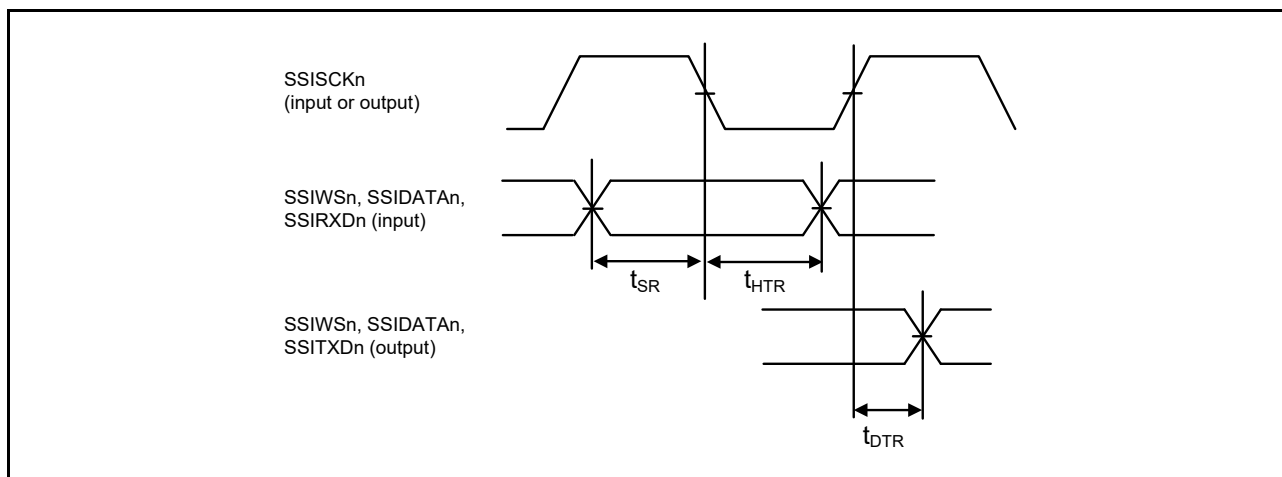 SSISCKn
(input or output)
SSIWSn, SSIDATAn,
SSIRXDn (input)
tSR
tHTR
SSIWSn, SSIDATAn,
SSITXDn (output)
tDTR